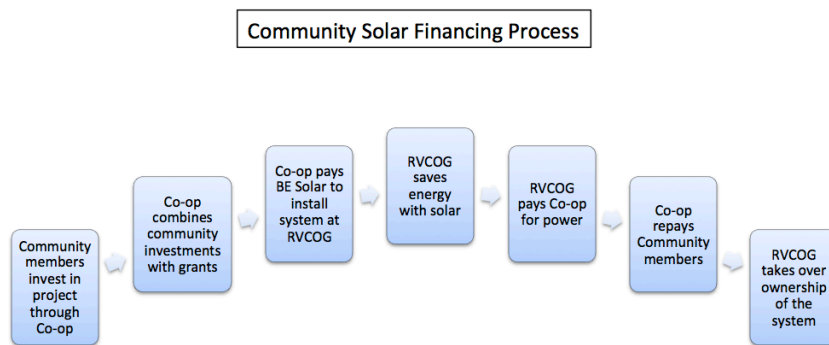 Community Solar Financing Process
Community
members
invest in
project
through
Co-op
Co-op
combines
community
investments
with grants
Co-op pays
BE Solar to
install
system at
RVCOG
RVCOG
saves
energy
with solar
RVCOG
pays Co-op
for power
Co-op
repays
Community
members
RVCOG
takes over
ownership
of the
system